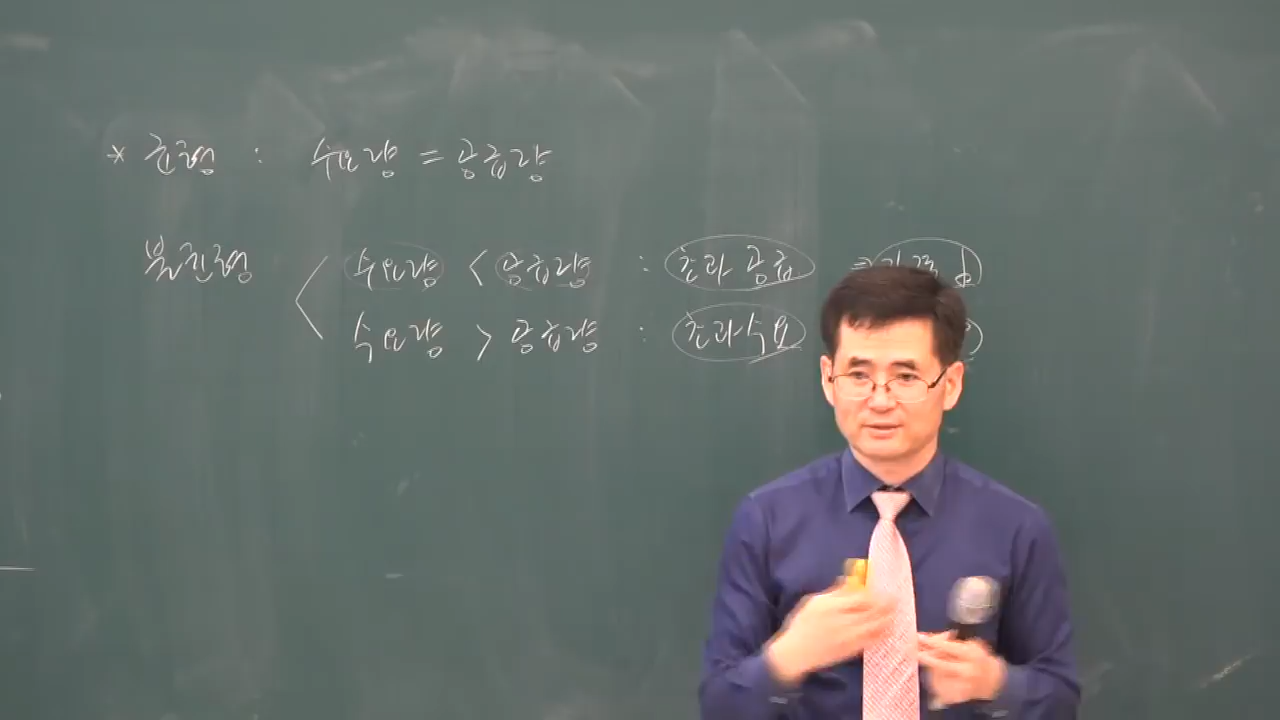 * 균형 : 수요량 = 공급량
불균형 < 수요량 < 공급량 : 초과 공급 ⇒
수요량 > 공급량 : 초과수요